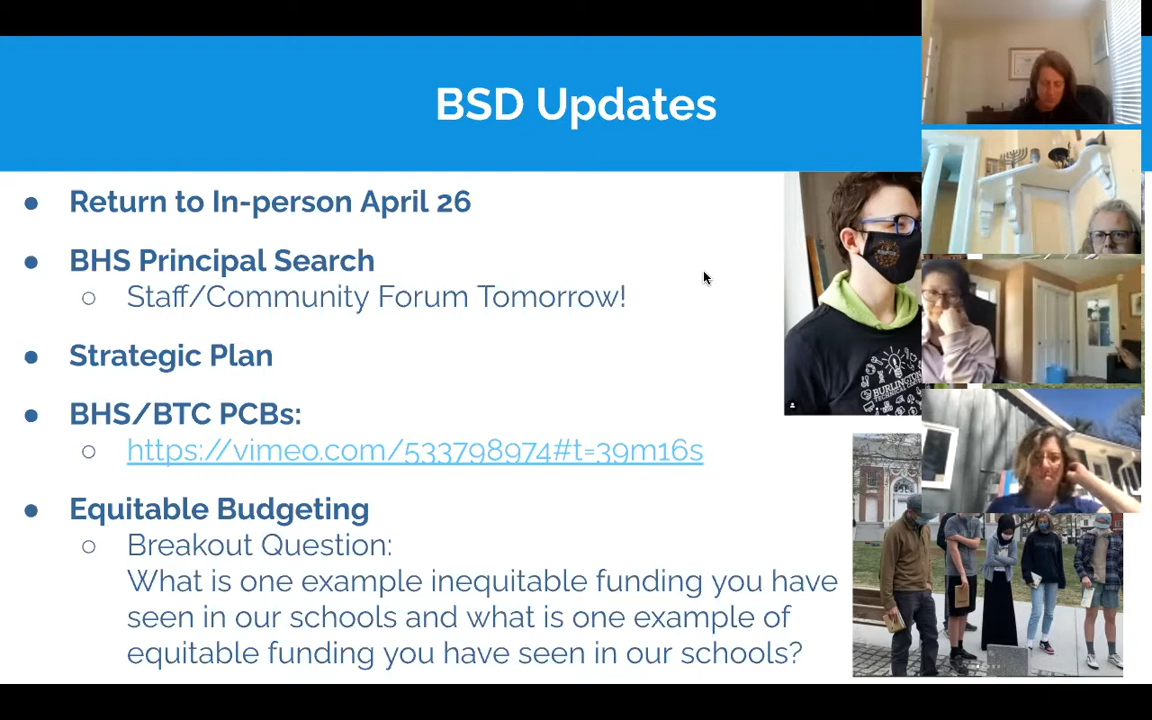 BSD Updates
● Return to In-person April 26
● BHS Principal Search
○ Staff/Community Forum Tomorrow!
● Strategic Plan
● BHS/BTC PCBs:
○ https://vimeo.com/533798974#t=39m16s
● Equitable Budgeting
○ Breakout Question:
What is one example inequitable funding you have
seen in our schools and what is one example of
equitable funding you have seen in our schools?
BURLINGTON
TECHNICAL